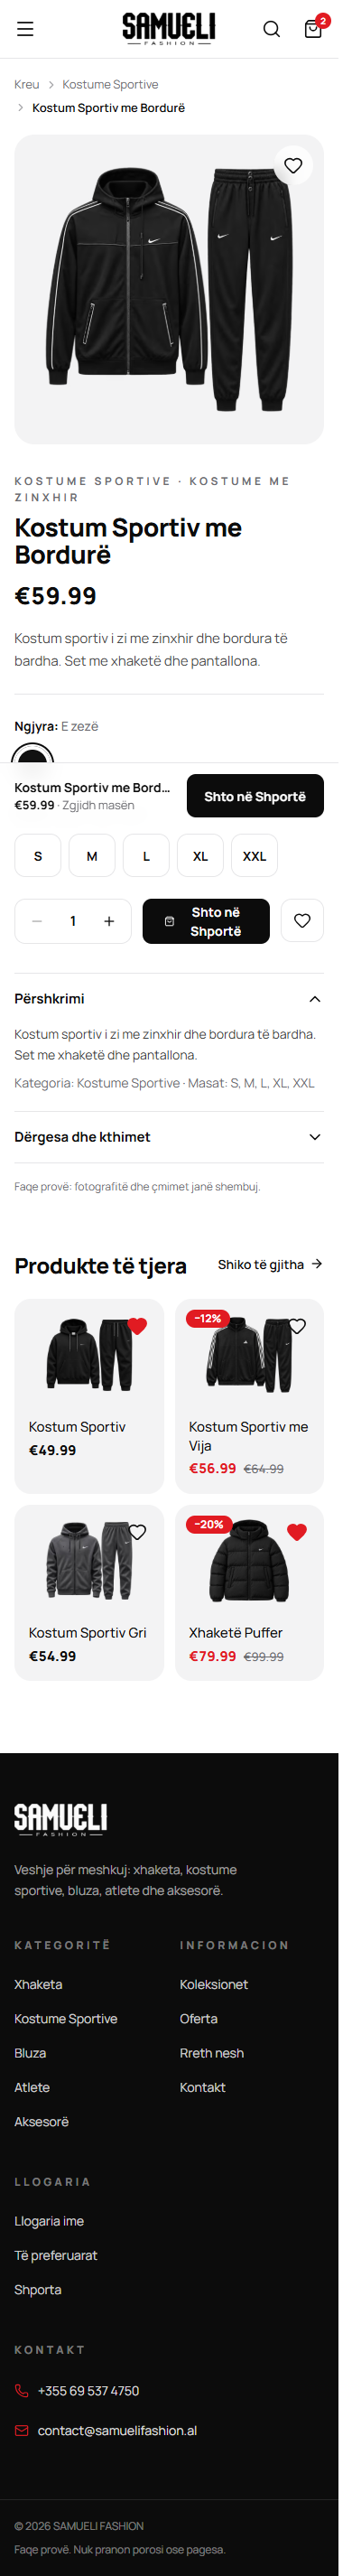 SAMUELI
FASHION
2
Kreu > Kostume Sportive
> Kostum Sportiv me Bordurë
KOSTUME SPORTIVE · KOSTUME ME
ZINXHIR
Kostum Sportiv me
Bordurë
€59.99
Kostum sportiv i zi me zinxhir dhe bordura të
bardha. Set me xhaketë dhe pantallona.
Ngjyra: E zezë
Kostum Sportiv me Bord...
€59.99 · Zgjidh masën
Shto në Shportë
S M L XL XXL
1
Shto në
Shportë
Përshkrimi
Kostum sportiv i zi me zinxhir dhe bordura të bardha.
Set me xhaketë dhe pantallona.
Kategoria: Kostume Sportive · Masat: S, M, L, XL, XXL
Dërgesa dhe kthimet
Faqe provë: fotografitë dhe çmimet janë shembuj.
Produkte të tjera
Shiko të gjitha →
Kostum Sportiv
€49.99
-12%
Kostum Sportiv me
Vija
€56.99 €64.99
Kostum Sportiv Gri
€54.99
-20%
Xhaketë Puffer
€79.99 €99.99
SAMUELI
FASHION
Veshje për meshkuj: xhaketa, kostume
sportive, bluza, atlete dhe aksesorë.
KATEGORITË
Xhaketa
Kostume Sportive
Bluza
Atlete
Aksesorë
INFORMACION
Koleksionet
Oferta
Rreth nesh
Kontakt
LLOGARIA
Llogaria ime
Të preferuarat
Shporta
KONTAKT
+355 69 537 4750
contact@samuelifashion.al
© 2026 SAMUELI FASHION
Faqe provë. Nuk pranon porosi ose pagesa.